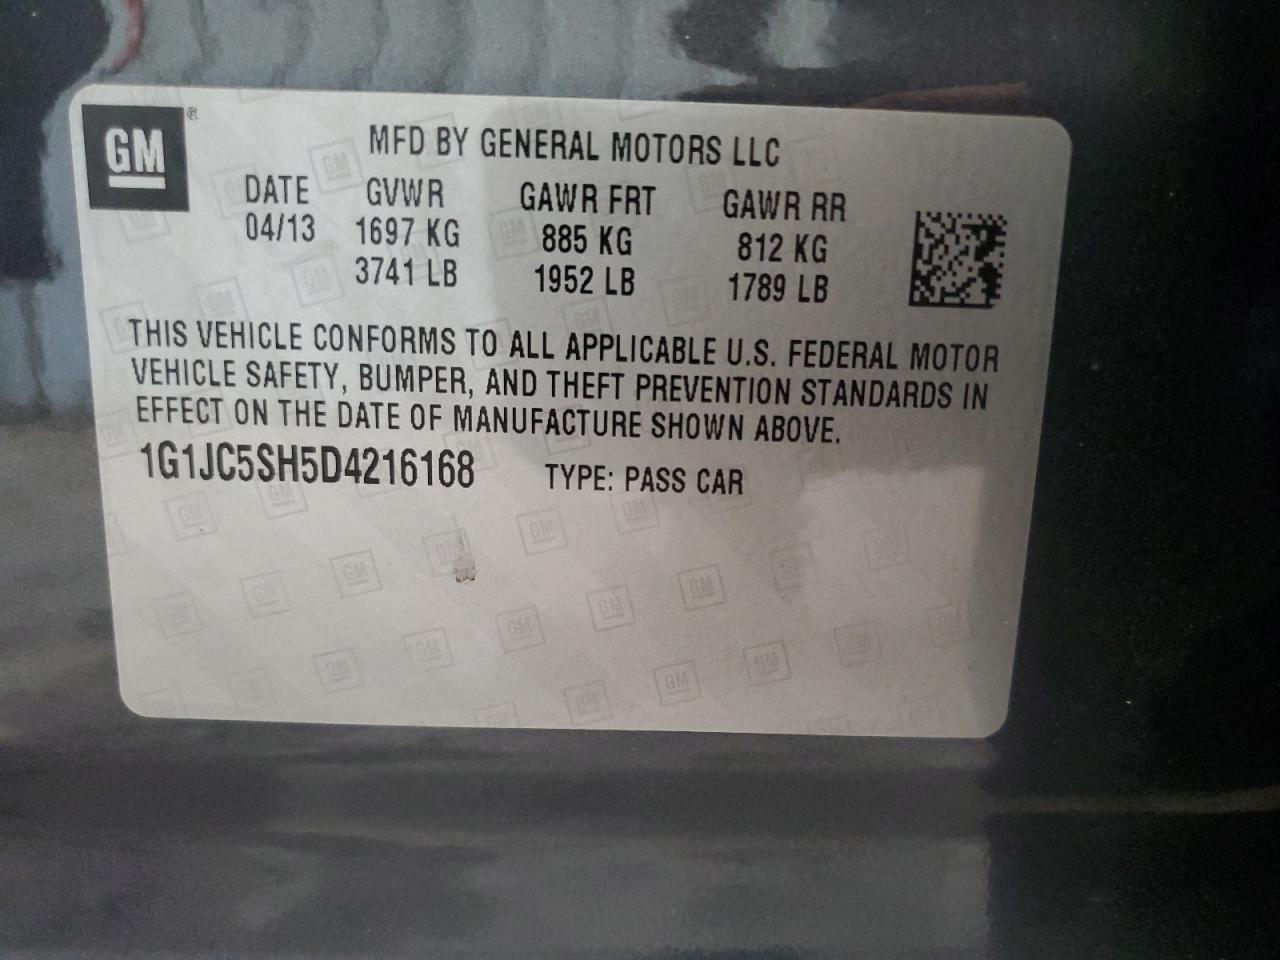 GM®
MFD BY GENERAL MOTORS LLC
DATE GVWR GAWR FRT GAWR RR
04/13 1697 KG 885 KG 812 KG
3741 LB 1952 LB 1789 LB
THIS VEHICLE CONFORMS TO ALL APPLICABLE U.S. FEDERAL MOTOR
VEHICLE SAFETY, BUMPER, AND THEFT PREVENTION STANDARDS IN
EFFECT ON THE DATE OF MANUFACTURE SHOWN ABOVE.
1G1JC5SH5D4216168 TYPE: PASS CAR